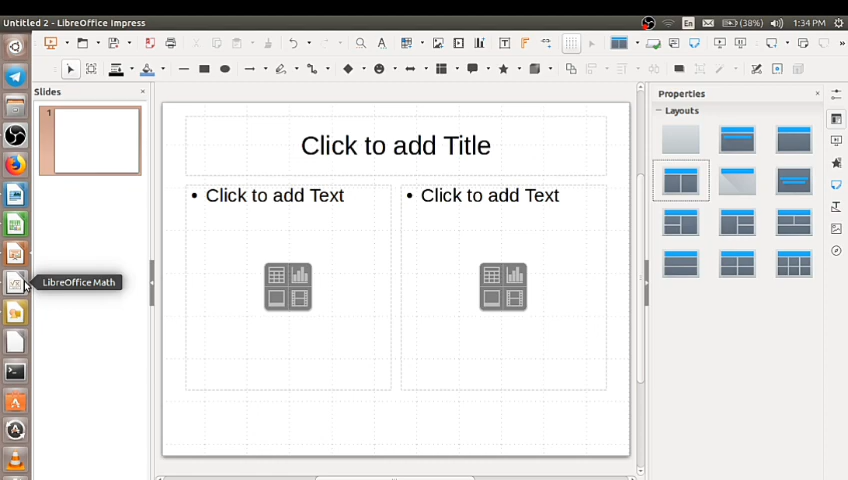 Untitled 2 - LibreOffice Impress
En
(38%)
1:34 PM
Slides
1
Click to add Title
• Click to add Text
• Click to add Text
LibreOffice Math
Properties
Layouts